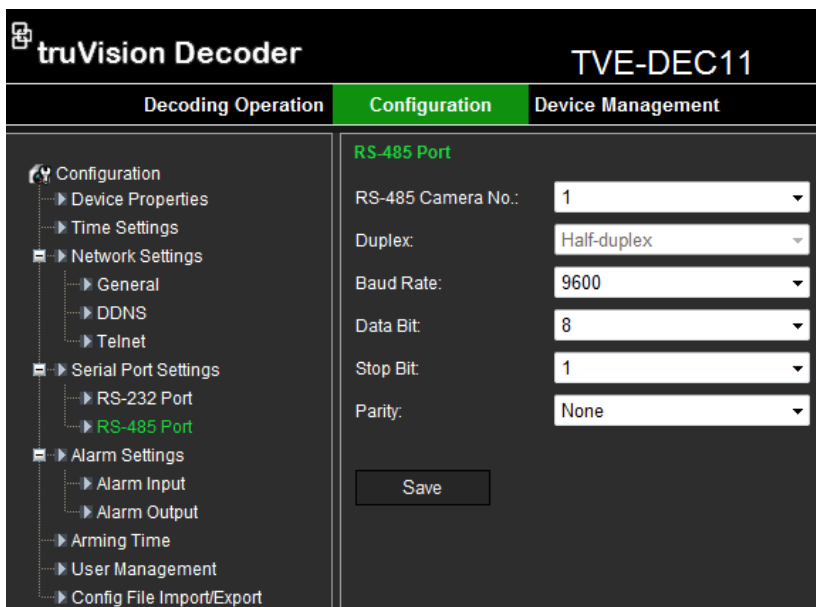 truVision Decoder
TVE-DEC11
Decoding Operation
Configuration
Device Management
Configuration
Device Properties
Time Settings
Network Settings
General
DDNS
Telnet
Serial Port Settings
RS-232 Port
RS-485 Port
Alarm Settings
Alarm Input
Alarm Output
Arming Time
User Management
Config File Import/Export
RS-485 Port
RS-485 Camera No.: 1
Duplex: Half-duplex
Baud Rate: 9600
Data Bit: 8
Stop Bit: 1
Parity: None
Save